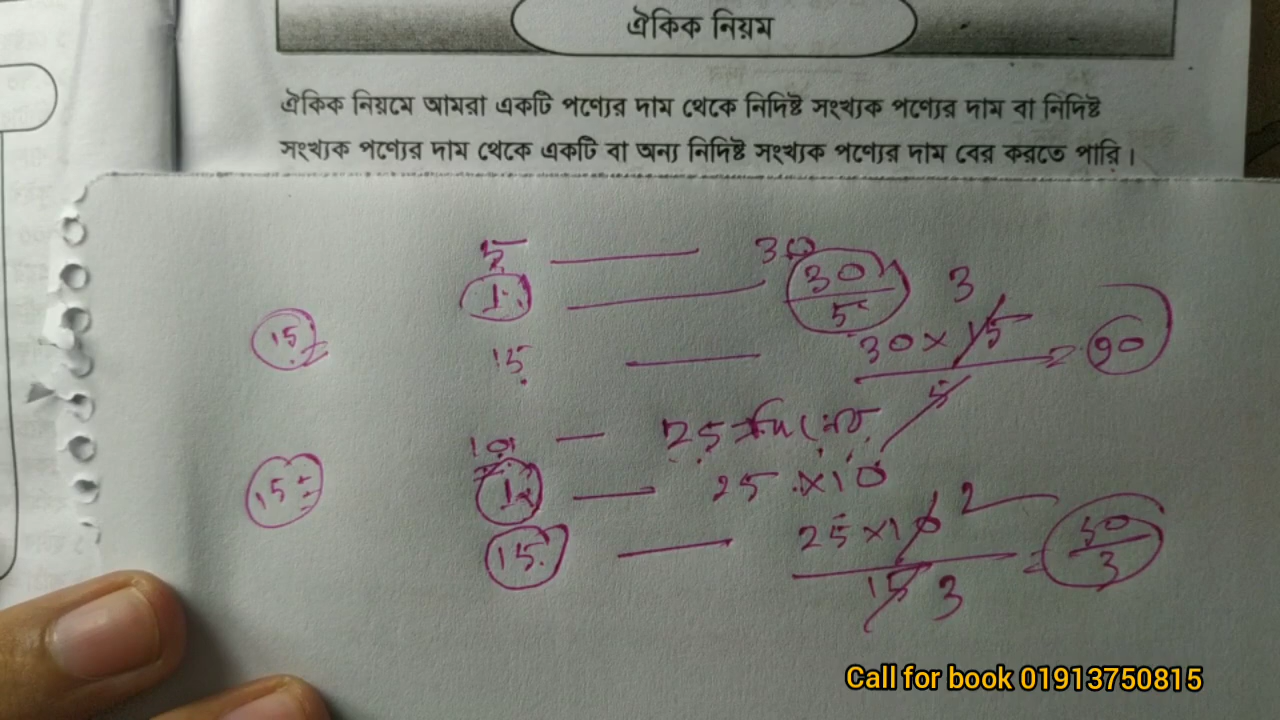 ঐকিক নিয়ম
ঐকিক নিয়মে আমরা একটি পণ্যের দাম থেকে নির্দিষ্ট সংখ্যক পণ্যের দাম বা নির্দিষ্ট
সংখ্যক পণ্যের দাম থেকে একটি বা অন্য নির্দিষ্ট সংখ্যক পণ্যের দাম বের করতে পারি।
5 — 30
1 — 30/5 3
15 15 — 30 × 15 / 5 = 90
10 — 25
15 = 1 — 25 × 10
15 — 25 × 10 2 / 15 3 = 50/3
Call for book 01913750815